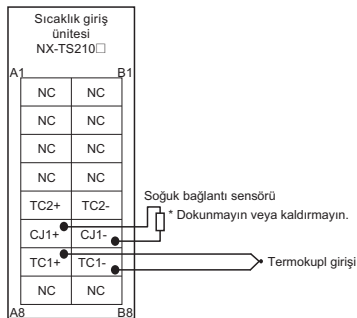 Sıcaklık giriş
ünitesi
NX-TS210□
A1 B1
NC NC
NC NC
NC NC
NC NC
TC2+ TC2-
CJ1+ CJ1-
TC1+ TC1-
NC NC
A8 B8
Soğuk bağlantı sensörü
* Dokunmayın veya kaldırmayın.
Termokupl girişi